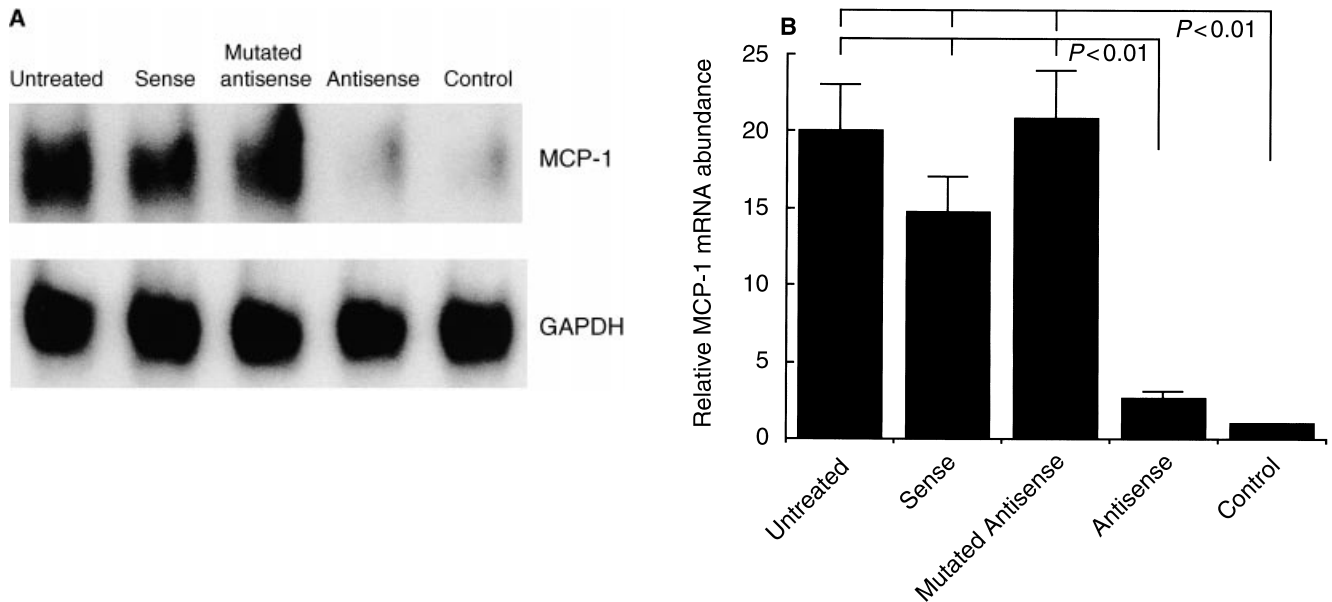 A
Untreated Sense Mutated antisense Antisense Control
MCP-1
GAPDH
B
P<0.01
P<0.01
Relative MCP-1 mRNA abundance
25
20
15
10
5
0
Untreated
Sense
Mutated Antisense
Antisense
Control